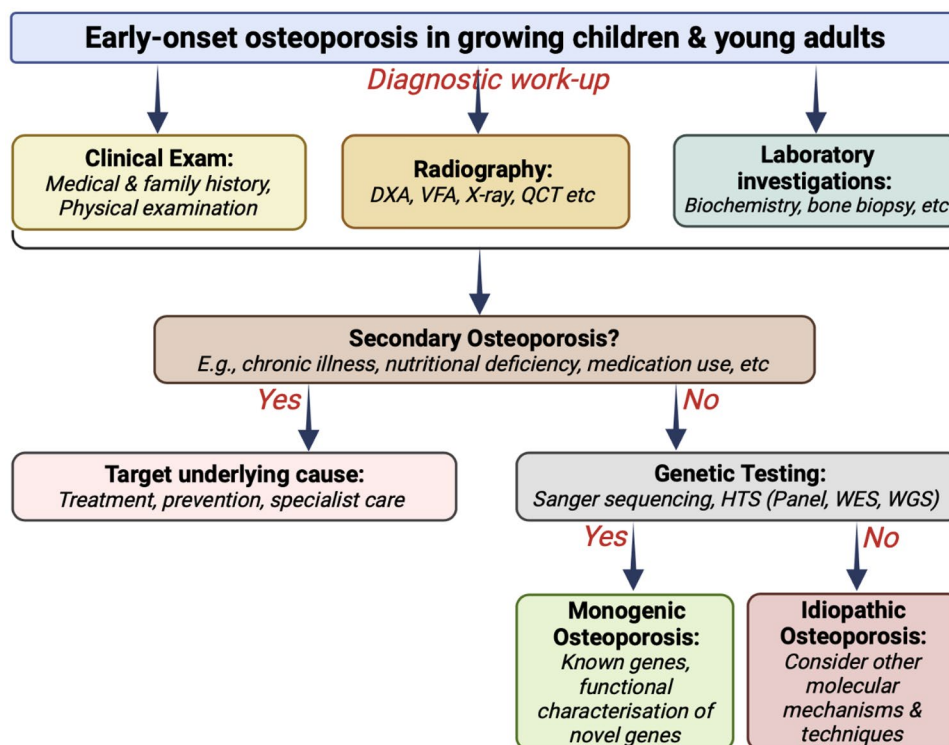 Early-onset osteoporosis in growing children & young adults
Diagnostic work-up
Clinical Exam:
Medical & family history,
Physical examination
Radiography:
DXA, VFA, X-ray, QCT etc
Laboratory
investigations:
Biochemistry, bone biopsy, etc
Secondary Osteoporosis?
E.g., chronic illness, nutritional deficiency, medication use, etc
Yes
No
Target underlying cause:
Treatment, prevention, specialist care
Genetic Testing:
Sanger sequencing, HTS (Panel, WES, WGS)
Yes
No
Monogenic
Osteoporosis:
Known genes,
functional
characterisation of
novel genes
Idiopathic
Osteoporosis:
Consider other
molecular
mechanisms &
techniques